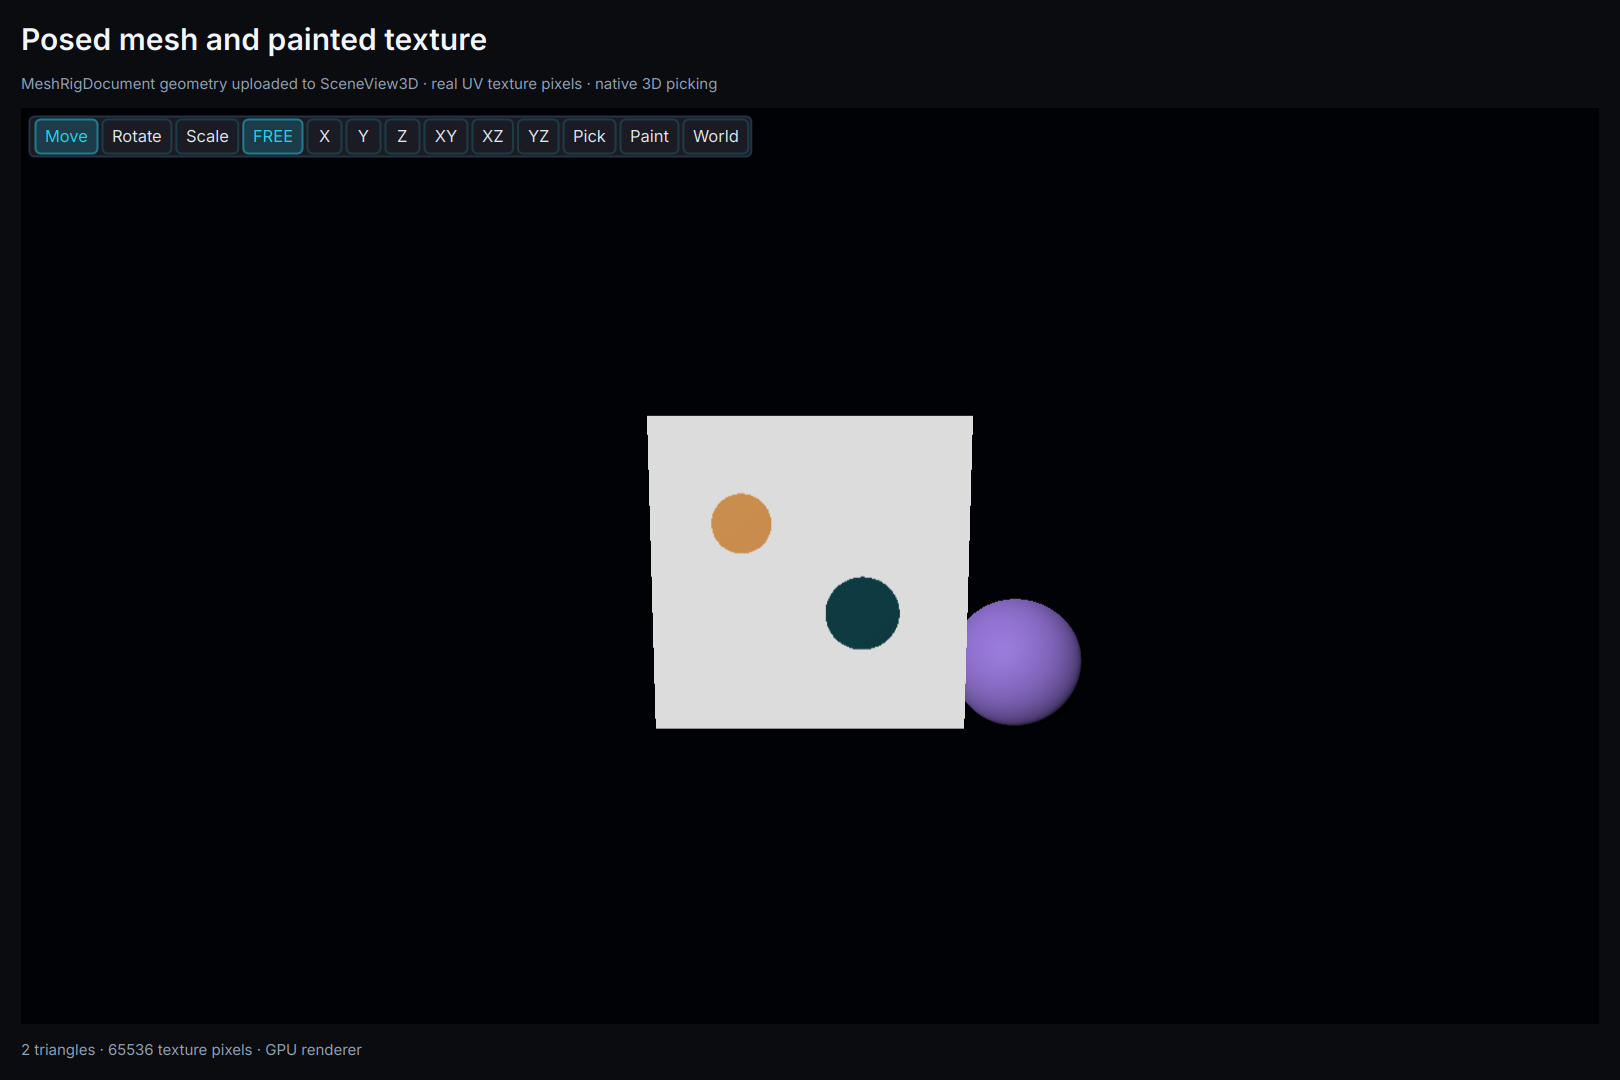 Posed mesh and painted texture
MeshRigDocument geometry uploaded to SceneView3D · real UV texture pixels · native 3D picking
Move Rotate Scale FREE X Y Z XY XZ YZ Pick Paint World
2 triangles · 65536 texture pixels · GPU renderer